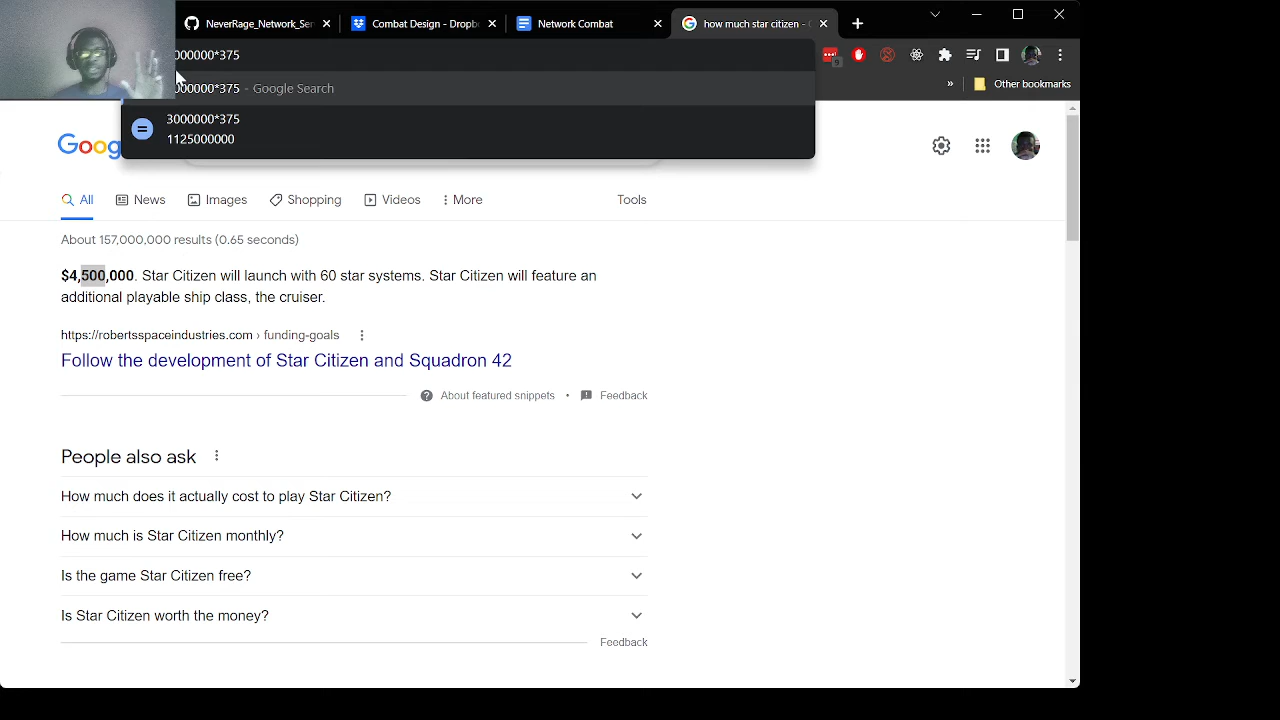 NeverRage_Network_Ser
Combat Design - Dropb
Network Combat
how much star citizen -
000000*375
000000*375 - Google Search
3000000*375
1125000000
Other bookmarks
Goog
All
News
Images
Shopping
Videos
More
Tools
About 157,000,000 results (0.65 seconds)
$4,500,000. Star Citizen will launch with 60 star systems. Star Citizen will feature an
additional playable ship class, the cruiser.
https://robertsspaceindustries.com › funding-goals
Follow the development of Star Citizen and Squadron 42
About featured snippets • Feedback
People also ask
How much does it actually cost to play Star Citizen?
How much is Star Citizen monthly?
Is the game Star Citizen free?
Is Star Citizen worth the money?
Feedback